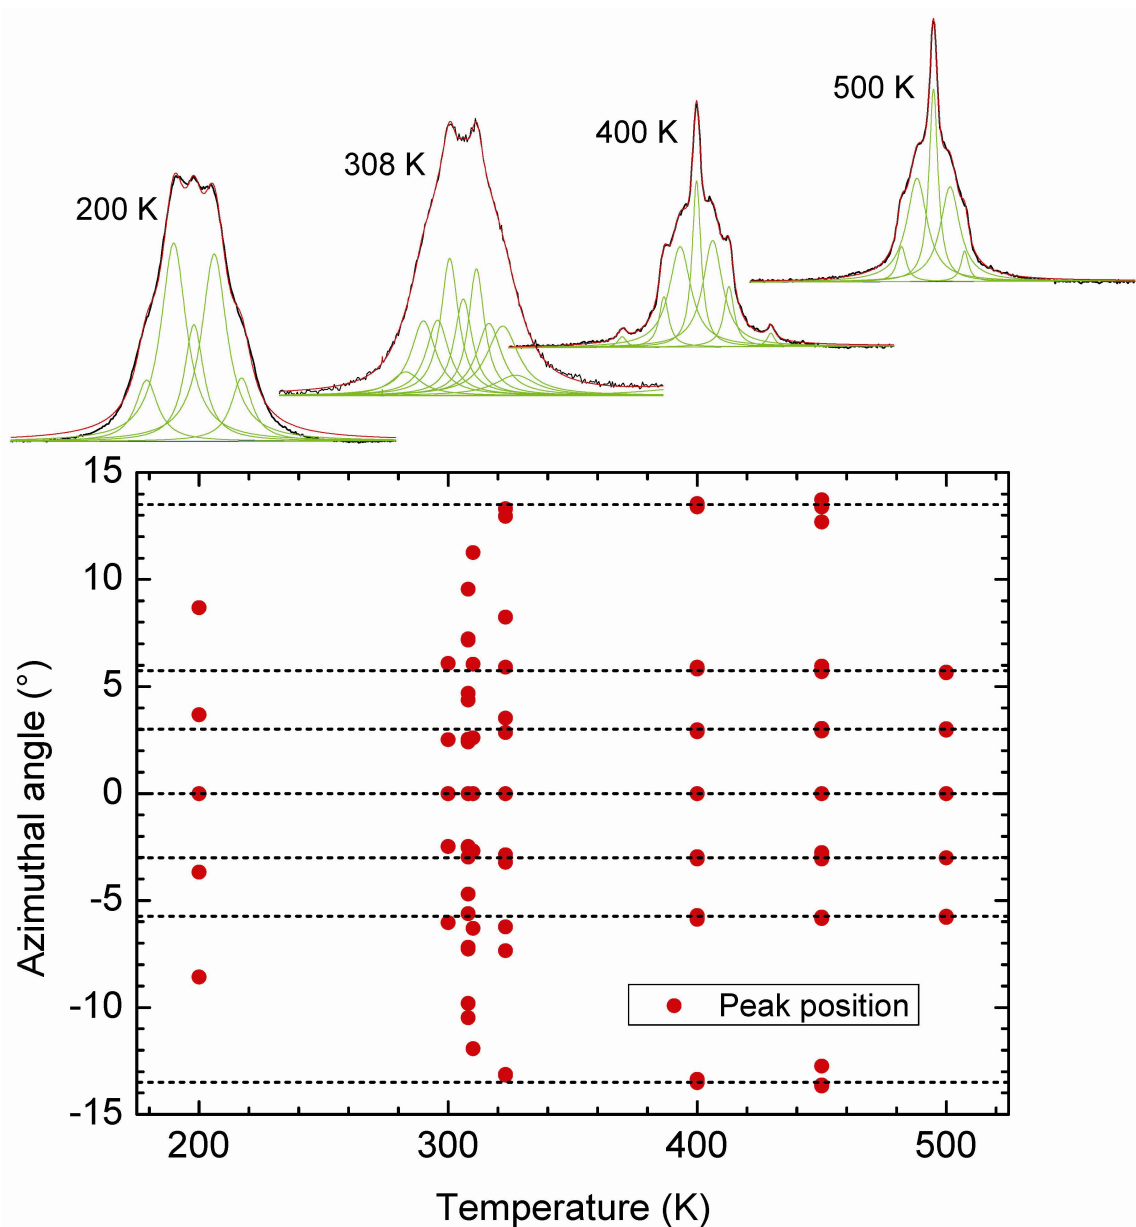 500 K
400 K
308 K
200 K
15
10
5
0
-5
-10
-15
Azimuthal angle (°)
Peak position
200 300 400 500
Temperature (K)